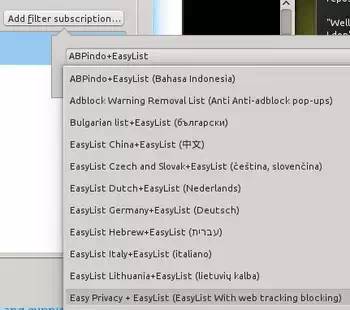 Add filter subscription...
"Well
I don'
ABPindo+EasyList
ABPindo+EasyList (Bahasa Indonesia)
Adblock Warning Removal List (Anti Anti-adblock pop-ups)
Bulgarian list+EasyList (български)
EasyList China+EasyList (中文)
EasyList Czech and Slovak+EasyList (čeština, slovenčina)
EasyList Dutch+EasyList (Nederlands)
EasyList Germany+EasyList (Deutsch)
EasyList Hebrew+EasyList (עברית)
EasyList Italy+EasyList (italiano)
EasyList Lithuania+EasyList (lietuvių kalba)
Easy Privacy + EasyList (EasyList With web tracking blocking)